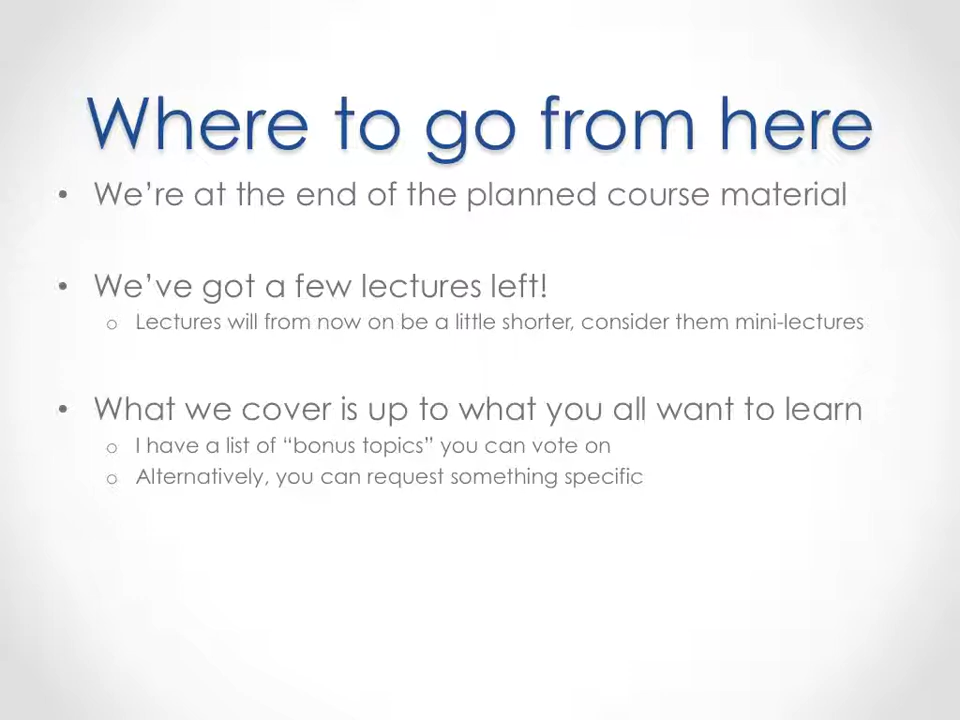 Where to go from here
• We’re at the end of the planned course material
• We’ve got a few lectures left!
o Lectures will from now on be a little shorter, consider them mini-lectures
• What we cover is up to what you all want to learn
o I have a list of “bonus topics” you can vote on
o Alternatively, you can request something specific